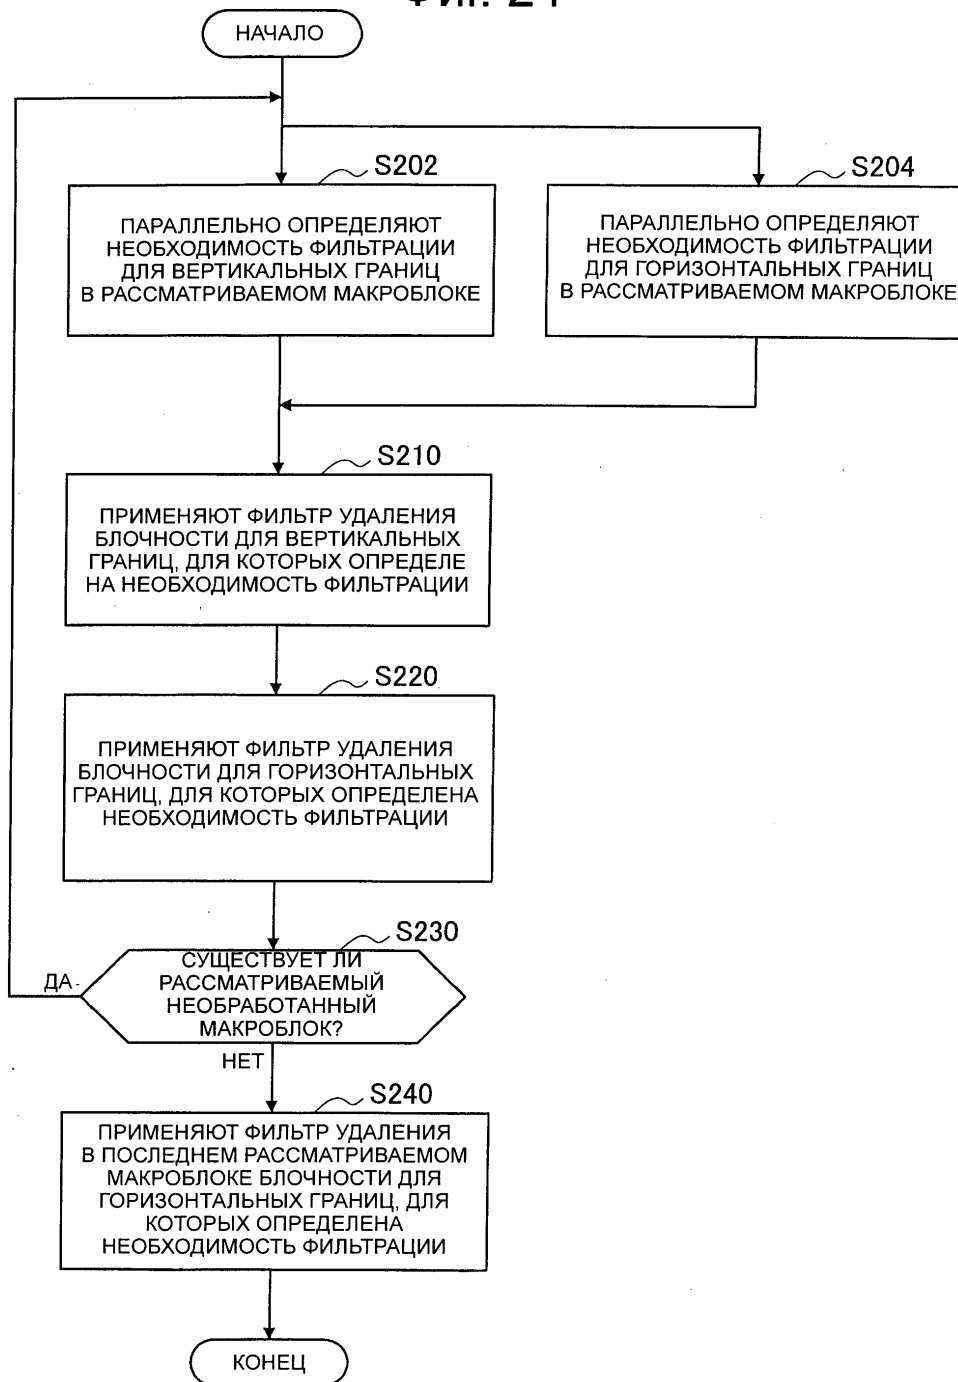 НАЧАЛО
S202
ПАРАЛЛЕЛЬНО ОПРЕДЕЛЯЮТ
НЕОБХОДИМОСТЬ ФИЛЬТРАЦИИ
ДЛЯ ВЕРТИКАЛЬНЫХ ГРАНИЦ
В РАССМАТРИВАЕМОМ МАКРОБЛОКЕ
S204
ПАРАЛЛЕЛЬНО ОПРЕДЕЛЯЮТ
НЕОБХОДИМОСТЬ ФИЛЬТРАЦИИ
ДЛЯ ГОРИЗОНТАЛЬНЫХ ГРАНИЦ
В РАССМАТРИВАЕМОМ МАКРОБЛОКЕ
S210
ПРИМЕНЯЮТ ФИЛЬТР УДАЛЕНИЯ
БЛОЧНОСТИ ДЛЯ ВЕРТИКАЛЬНЫХ
ГРАНИЦ, ДЛЯ КОТОРЫХ ОПРЕДЕЛЕ
НА НЕОБХОДИМОСТЬ ФИЛЬТРАЦИИ
S220
ПРИМЕНЯЮТ ФИЛЬТР УДАЛЕНИЯ
БЛОЧНОСТИ ДЛЯ ГОРИЗОНТАЛЬНЫХ
ГРАНИЦ, ДЛЯ КОТОРЫХ ОПРЕДЕЛЕНА
НЕОБХОДИМОСТЬ ФИЛЬТРАЦИИ
S230
СУЩЕСТВУЕТ ЛИ
РАССМАТРИВАЕМЫЙ
НЕОБРАБОТАННЫЙ
МАКРОБЛОК?
ДА
НЕТ
S240
ПРИМЕНЯЮТ ФИЛЬТР УДАЛЕНИЯ
В ПОСЛЕДНЕМ РАССМАТРИВАЕМОМ
МАКРОБЛОКЕ БЛОЧНОСТИ ДЛЯ
ГОРИЗОНТАЛЬНЫХ ГРАНИЦ, ДЛЯ
КОТОРЫХ ОПРЕДЕЛЕНА
НЕОБХОДИМОСТЬ ФИЛЬТРАЦИИ
КОНЕЦ